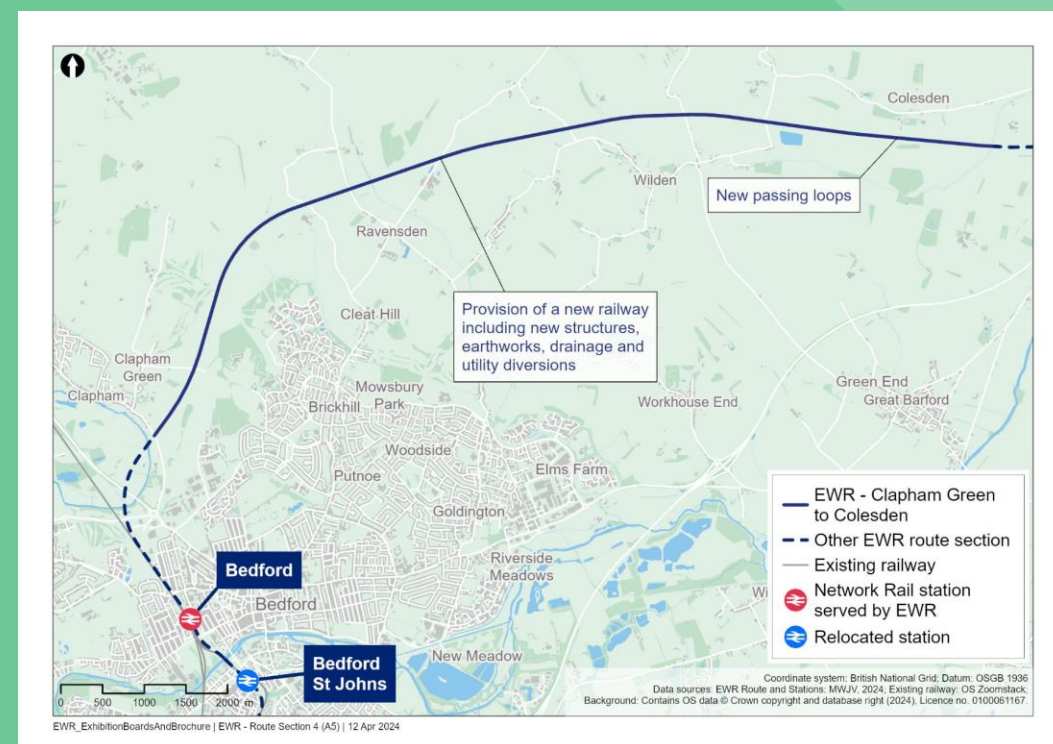 Colesden
Wilden
New passing loops
Ravensden
Provision of a new railway
including new structures,
earthworks, drainage and
utility diversions
Cleat Hill
Clapham
Green
Clapham
Mowsbury
Park
Brickhill
Green End
Great Barford
Workhouse End
Woodside
Putnoe
Elms Farm
Goldington
Riverside
Meadows
Bedford
Bedford
New Meadow
Bedford
St Johns
EWR - Clapham Green
to Colesden
Other EWR route section
Existing railway
Network Rail station
served by EWR
Relocated station
0 500 1000 1500 2000 m
Coordinate system: British National Grid; Datum: OSGB 1936
Data sources: EWR Route and Stations: MWJV, 2024; Existing railway: OS Zoomstack.
Background: Contains OS data © Crown copyright and database right (2024), Licence no. 0100061167.
EWR_ExhibitionBoardsAndBrochure | EWR - Route Section 4 (A5) | 12 Apr 2024